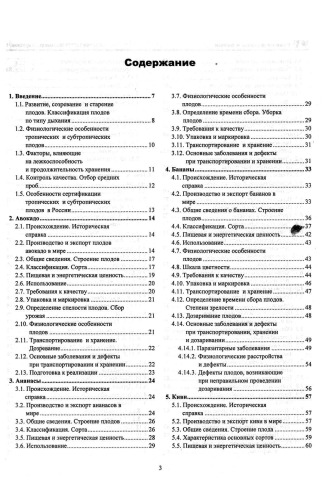 Содержание
1. Введение 7
1.1. Развитие, созревание и старение
плодов. Классификация плодов
по типу дыхания 8
1.2. Физиологические особенности
тропических и субтропических
плодов 10
1.3. Факторы, влияющие
на лежкоспособность
и продолжительность хранения 11
1.4. Контроль качества. Отбор средних
проб 12
1.5. Особенности сертификации
тропических и субтропических
плодов в России 13
2. Авокадо 14
2.1. Происхождение. Историческая
справка 14
2.2. Производство и экспорт плодов
авокадо в мире 14
2.3. Общие сведения. Строение плодов 16
2.4. Классификация. Сорта 17
2.5. Пищевая и энергетическая ценность 19
2.6. Использование 20
2.7. Требования к качеству 20
2.8. Упаковка и маркировка 20
2.9. Определение спелости плодов. Сбор
урожая 21
2.10. Физиологические особенности
плодов 21
2.11. Транспортирование и хранение.
Дозревание 22
2.12. Основные заболевания и дефекты
при транспортировании и хранении 22
2.13. Подготовка к реализации 23
3. Ананасы 24
3.1. Происхождение. Историческая
справка 24
3.2. Производство и экспорт ананасов в
мире 24
3.3. Общие сведения. Строение плодов 26
3.4. Классификация. Сорта 26
3.5. Пищевая и энергетическая ценность 28
3.6. Использование 29
3.7. Физиологические особенности
плодов 29
3.8. Определение времени сбора. Уборка
плодов 29
3.9. Требования к качеству 30
3.10. Упаковка и маркировка 30
3.11. Транспортирование и хранение 31
3.12. Основные заболевания и дефекты
при транспортировании и хранении 31
4. Бананы 33
4.1. Происхождение. Историческая
справка 33
4.2. Производство и экспорт бананов в
мире 33
4.3. Общие сведения о бананах. Строение
плодов 36
4.4. Классификация. Сорта 37
4.5. Пищевая и энергетическая ценность 42
4.6. Использование 43
4.7. Физиологические особенности
плодов 43
4.8. Шкала цветности 43
4.9. Требования к качеству 44
4.10. Упаковка и маркировка 44
4.11. Транспортирование и хранение 46
4.12. Определение времени сбора плодов.
Степени зрелости 48
4.13. Дозаривание плодов 48
4.14. Основные заболевания и дефекты
при транспортировании, хранении
и дозаривании 49
4.14.1. Паразитарные заболевания 49
4.14.2. Физиологические расстройства
и дефекты 54
4.14.3. Дефекты плодов, возникающие
при неправильном проведении
дозаривания 56
5. Киви 57
5.1. Происхождение. Историческая
справка 57
5.2. Производство и экспорт киви в мире 57
5.3. Общие сведения. Строение плода 59
5.4. Характеристика основных сортов 59
5.5. Пищевая и энергетическая ценность 60
3